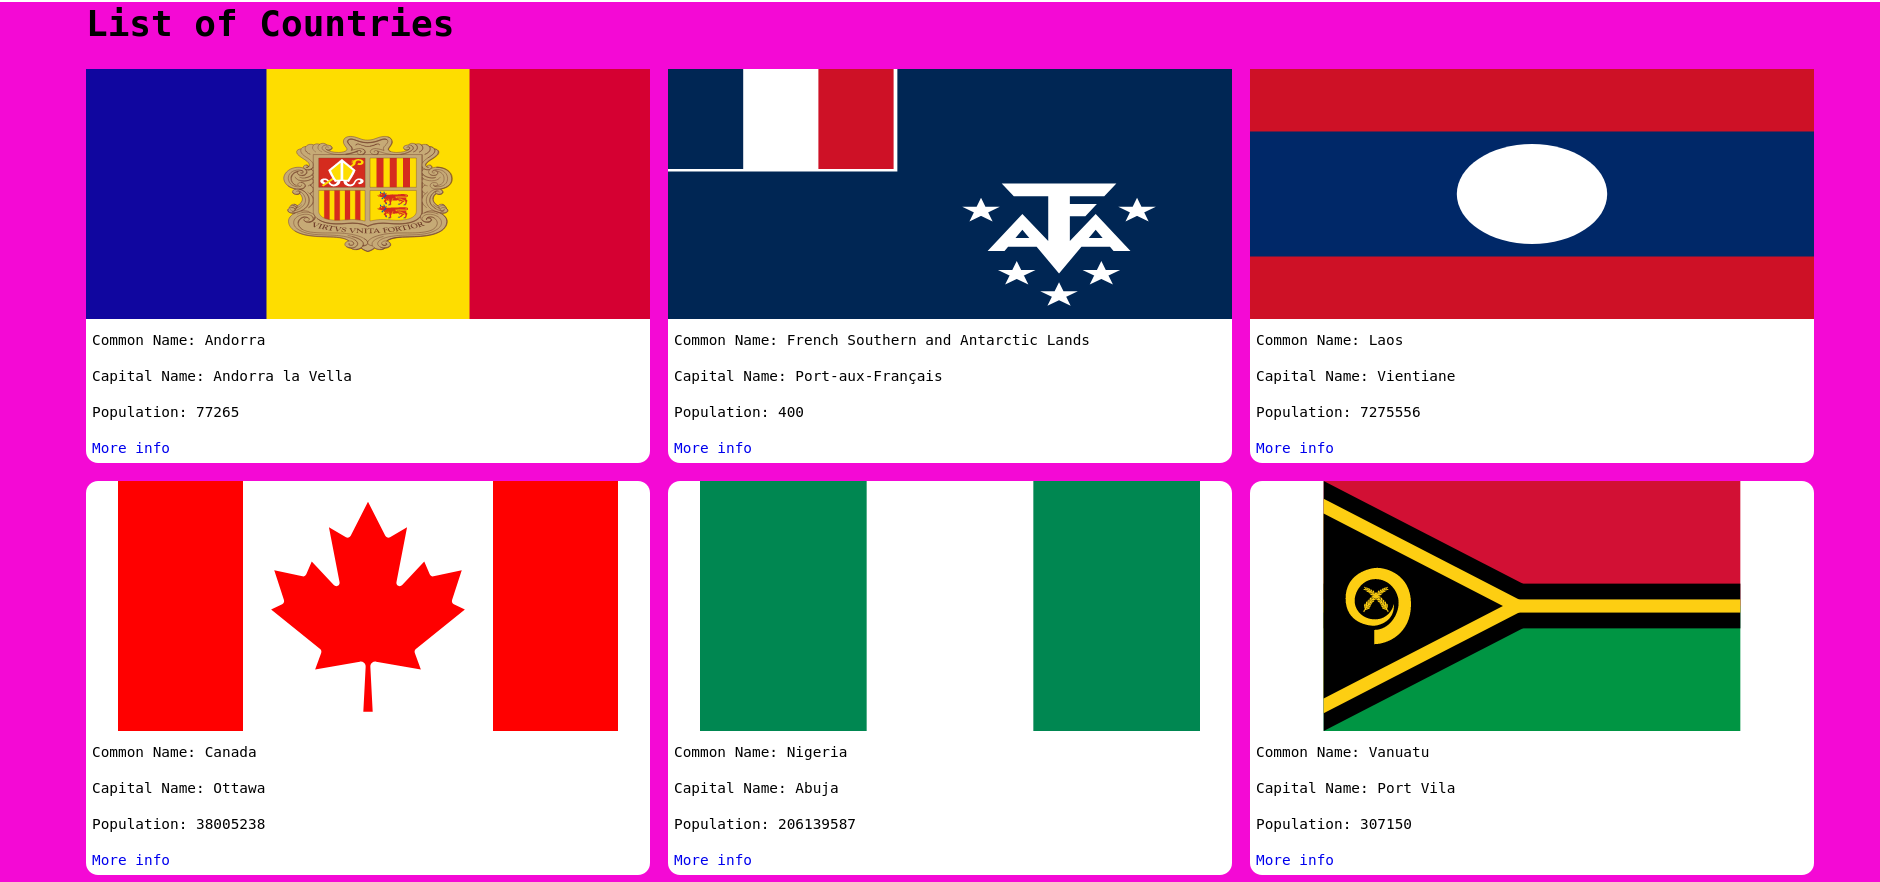 List of Countries
VIRTVS VNITA FORTIOR
Common Name: Andorra
Capital Name: Andorra la Vella
Population: 77265
More info
Common Name: French Southern and Antarctic Lands
Capital Name: Port-aux-Français
Population: 400
More info
Common Name: Laos
Capital Name: Vientiane
Population: 7275556
More info
Common Name: Canada
Capital Name: Ottawa
Population: 38005238
More info
Common Name: Nigeria
Capital Name: Abuja
Population: 206139587
More info
Common Name: Vanuatu
Capital Name: Port Vila
Population: 307150
More info